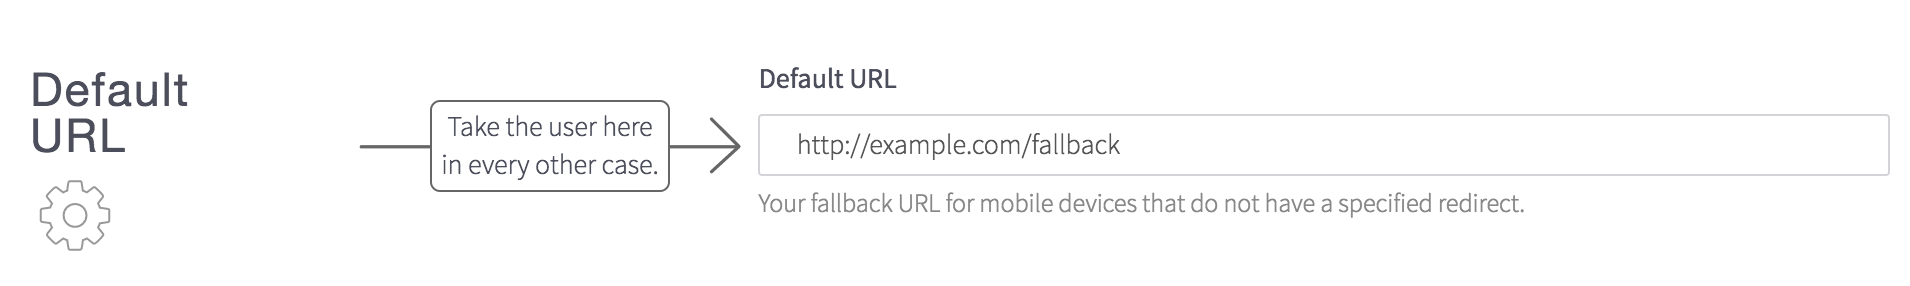 Default
URL
Take the user here
in every other case.
Default URL
http://example.com/fallback
Your fallback URL for mobile devices that do not have a specified redirect.